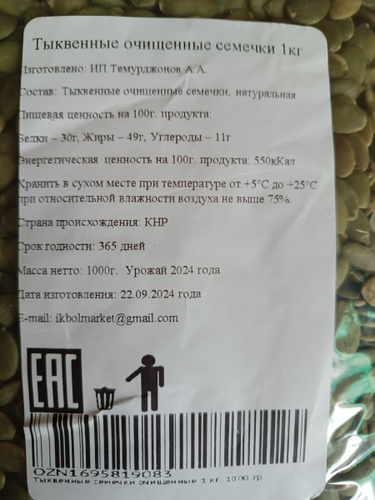 Тыквенные очищенные семечки 1кг
Изготовлено: ИП Темурджонов А.А.
Состав: Тыквенные очищенные семечки, натуральная
Пищевая ценность на 100г. продукта:
Белки – 30г, Жиры – 49г, Углероды – 11г
Энергетическая ценность на 100г. продукта: 550кКал
Хранить в сухом месте при температуре от +5°C до +25°C
при относительной влажности воздуха не выше 75%.
Страна происхождения: КНР
Срок годности: 365 дней
Масса нетто: 1000г. Урожай 2024 года
Дата изготовления: 22.09.2024 года
E-mail: ikbolmarket@gmail.com
EAC
OZN1695819083
Тыквенные семечки очищенные 1 кг, 1000 гр